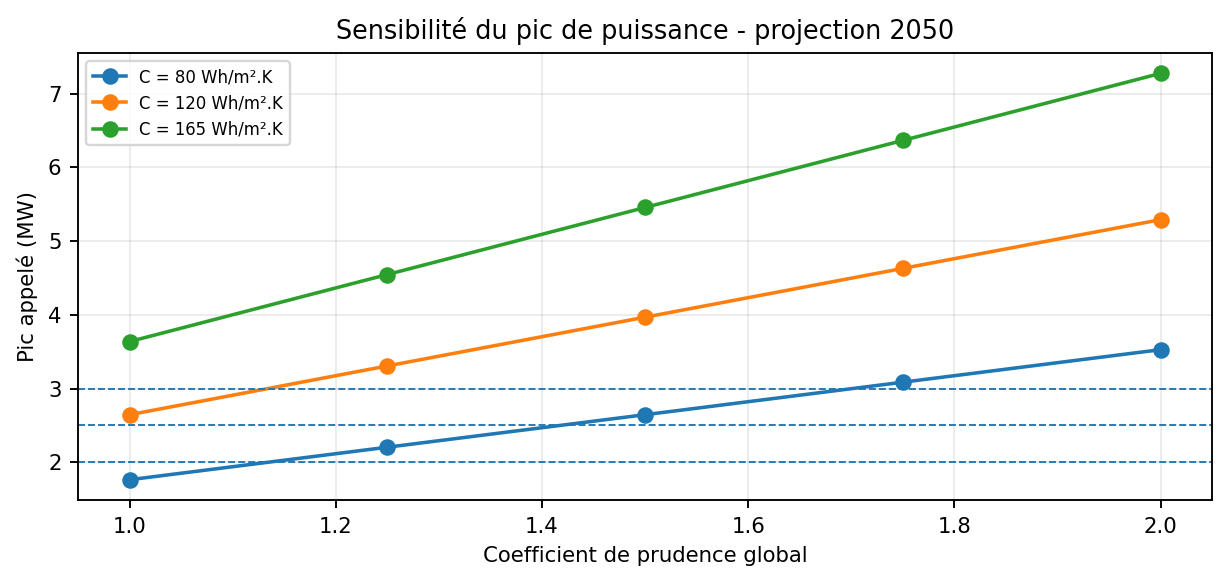 Sensibilité du pic de puissance - projection 2050
C = 80 Wh/m².K
C = 120 Wh/m².K
C = 165 Wh/m².K
Pic appelé (MW)
7
6
5
4
3
2
1.0 1.2 1.4 1.6 1.8 2.0
Coefficient de prudence global